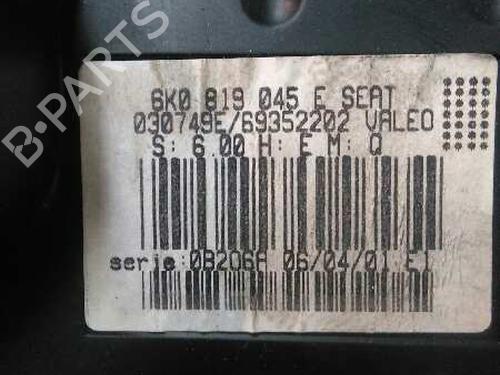 B-PARTS
6K0 819 045 E SEAT
030749E/69352202 VALEO
S: 6.00 H: E M: Q
serie:0B206A 06/04/01 E1